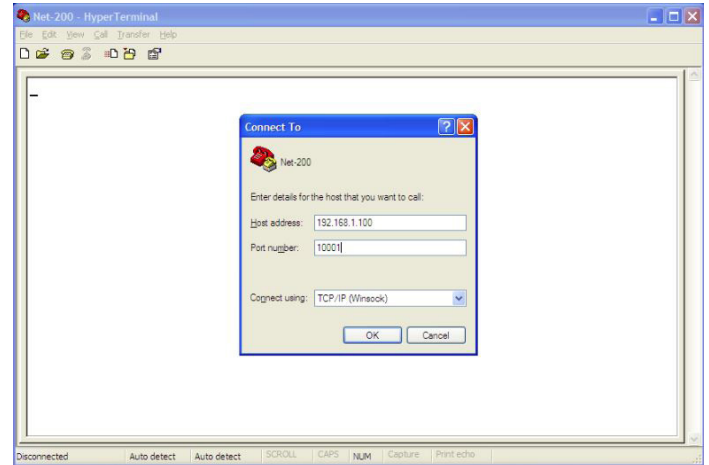 Net-200 - HyperTerminal
File Edit View Call Transfer Help
Connect To
Net-200
Enter details for the host that you want to call:
Host address: 192.168.1.100
Port number: 10001
Connect using: TCP/IP (Winsock)
OK Cancel
Disconnected Auto detect Auto detect SCROLL CAPS NUM Capture Print echo